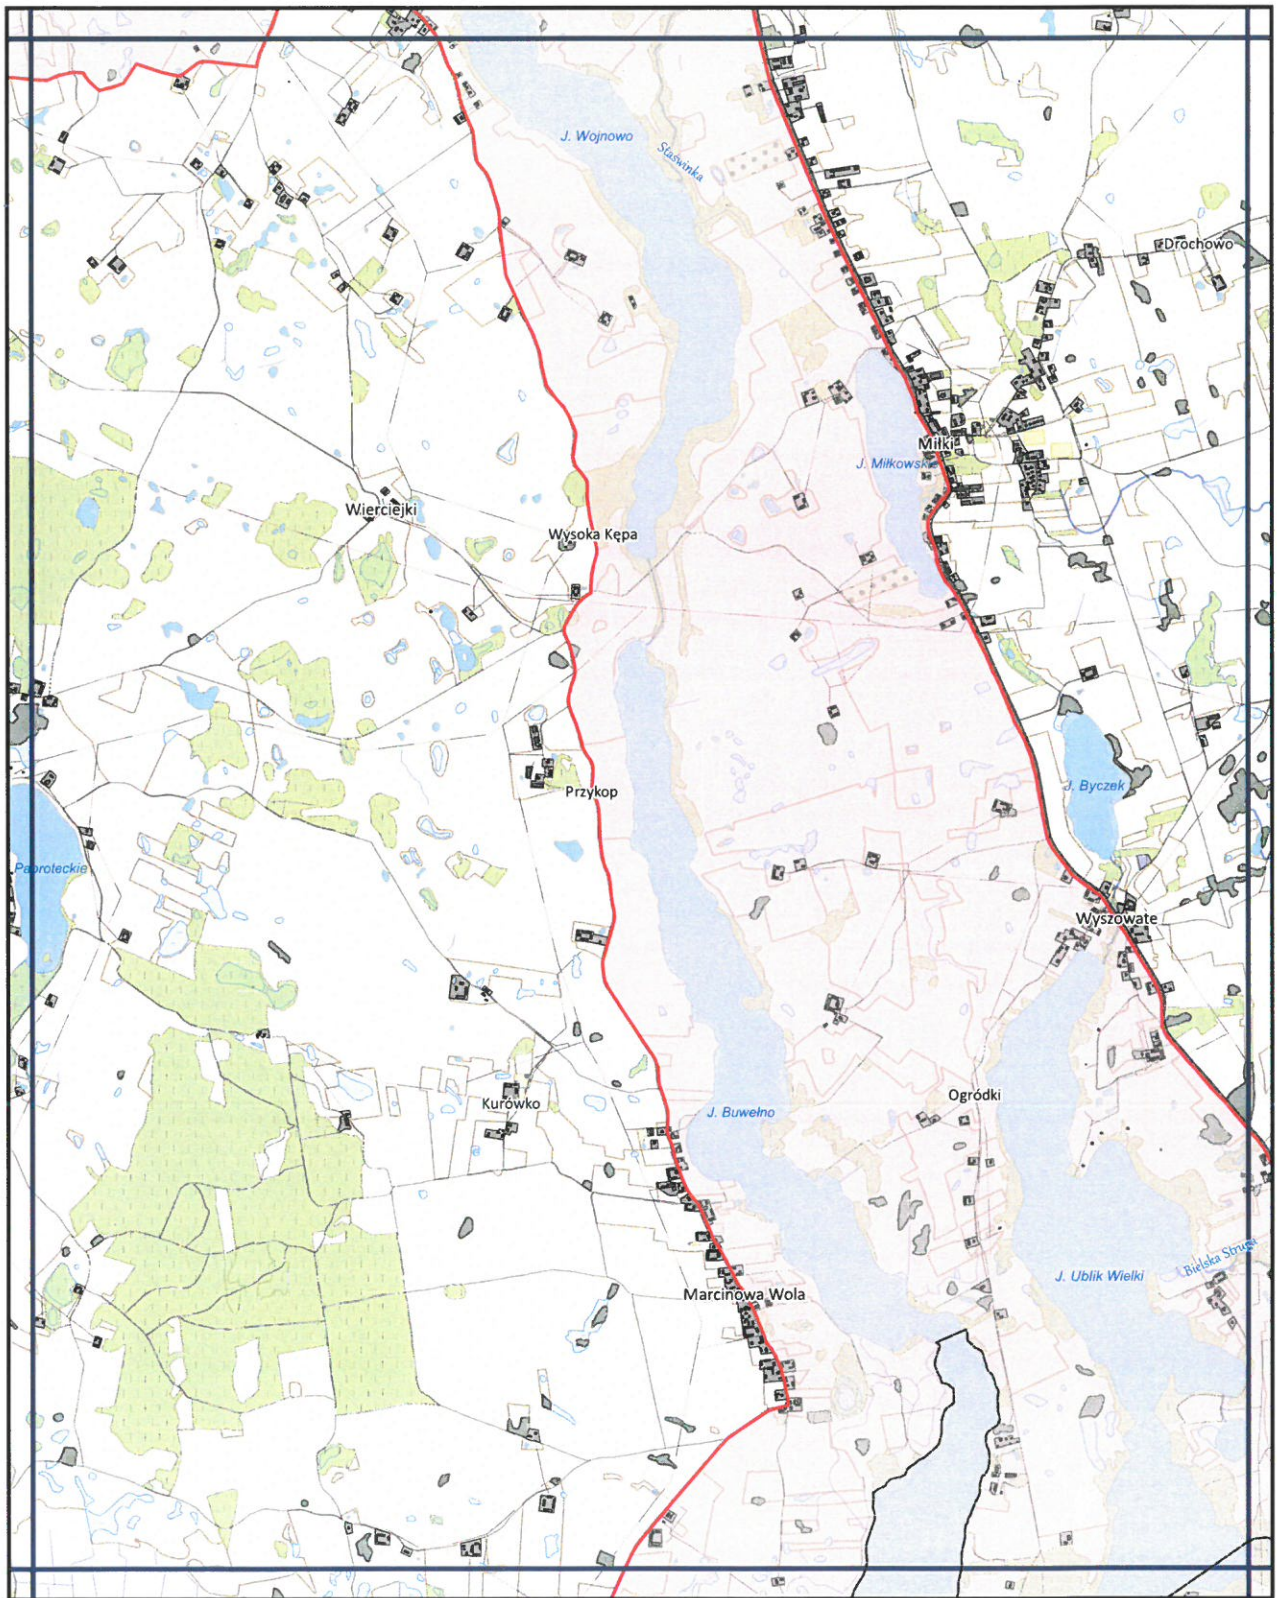 J. Wojnowo
Staświnka
Drochowo
Miłki
J. Miłkowskie
Wierciejki
Wysoka Kępa
J. Byczek
Przykop
Paproteckie
Wyszowate
Ogródki
Kurówko
J. Buwełno
Bielska Struga
J. Ublik Wielki
Marcinowa Wola